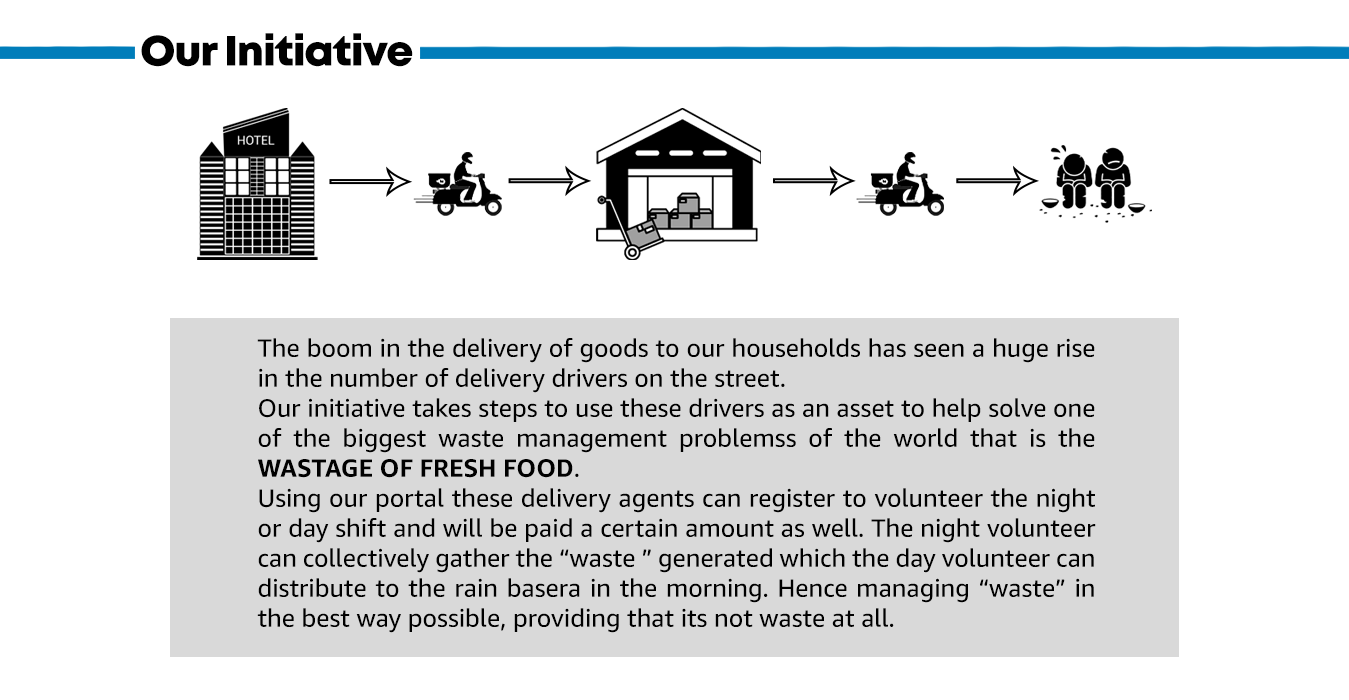 Our Initiative
HOTEL
The boom in the delivery of goods to our households has seen a huge rise
in the number of delivery drivers on the street.
Our initiative takes steps to use these drivers as an asset to help solve one
of the biggest waste management problemss of the world that is the
WASTAGE OF FRESH FOOD.
Using our portal these delivery agents can register to volunteer the night
or day shift and will be paid a certain amount as well. The night volunteer
can collectively gather the “waste ” generated which the day volunteer can
distribute to the rain basera in the morning. Hence managing “waste” in
the best way possible, providing that its not waste at all.